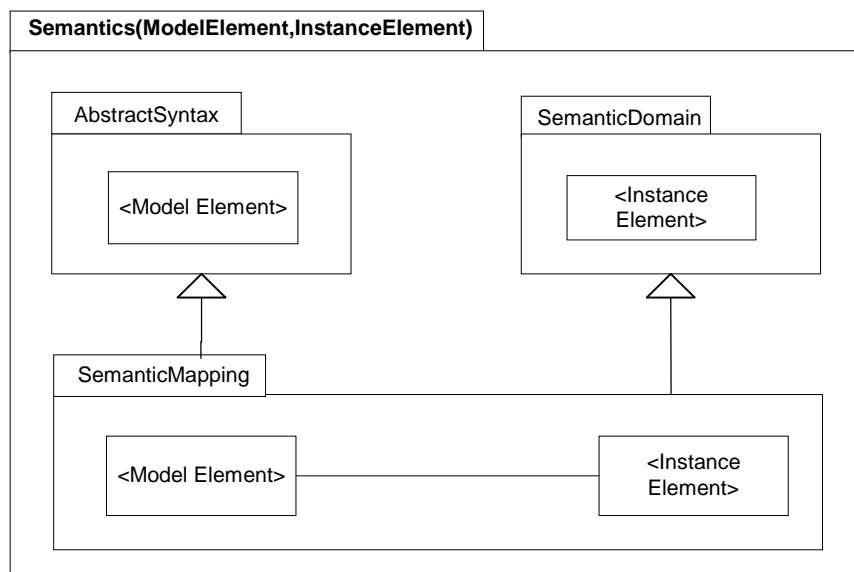 Semantics(ModelElement,InstanceElement)
AbstractSyntax
SemanticDomain
<Model Element>
<Instance
Element>
SemanticMapping
<Model Element>
<Instance
Element>